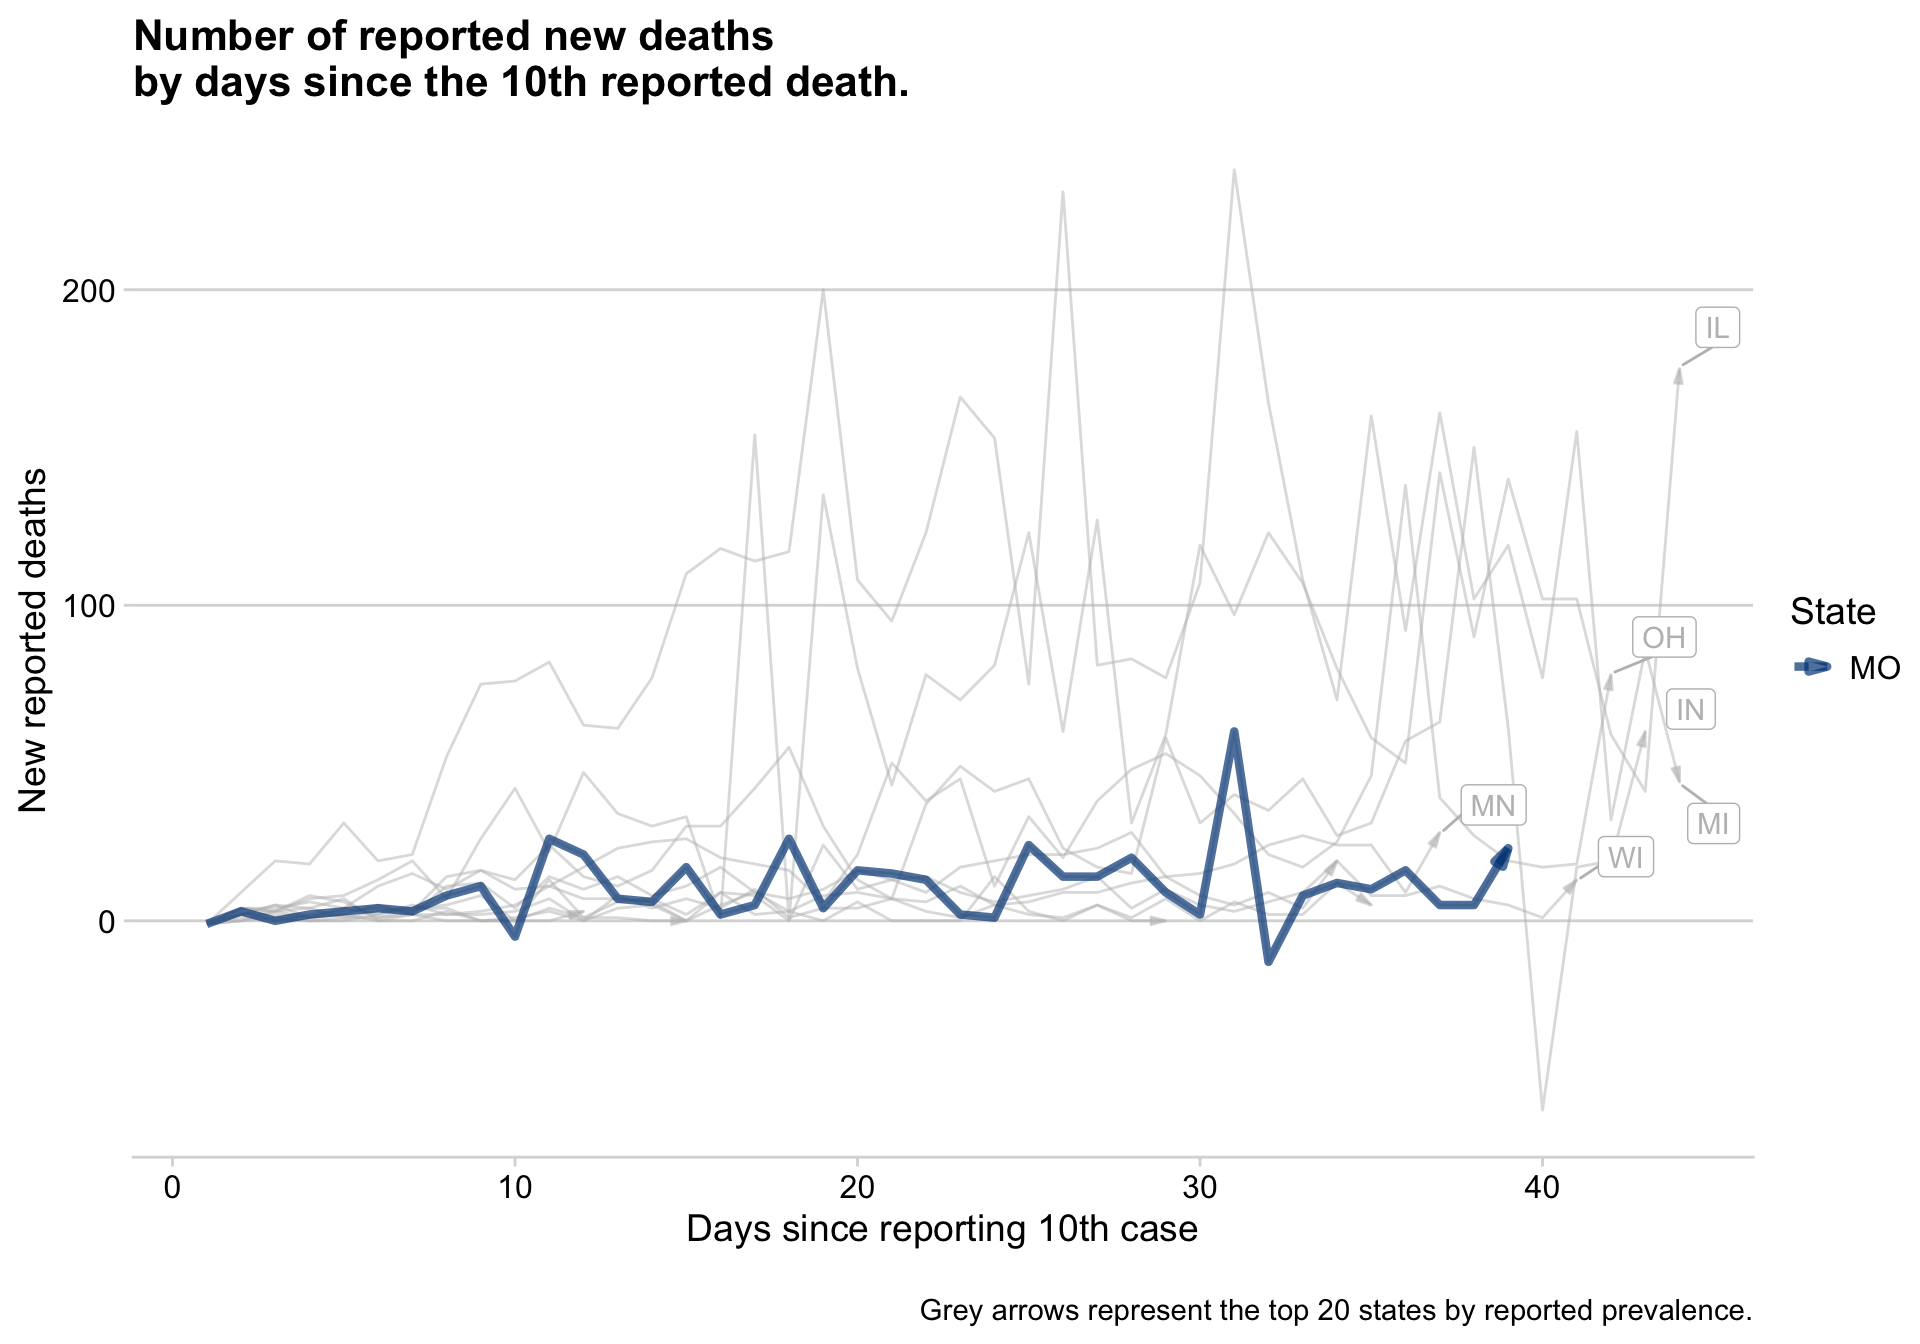 Number of reported new deaths
by days since the 10th reported death.
New reported deaths
200
100
0
IL
OH
IN
MN
MI
WI
State
MO
0
10
20
30
40
Days since reporting 10th case
Grey arrows represent the top 20 states by reported prevalence.